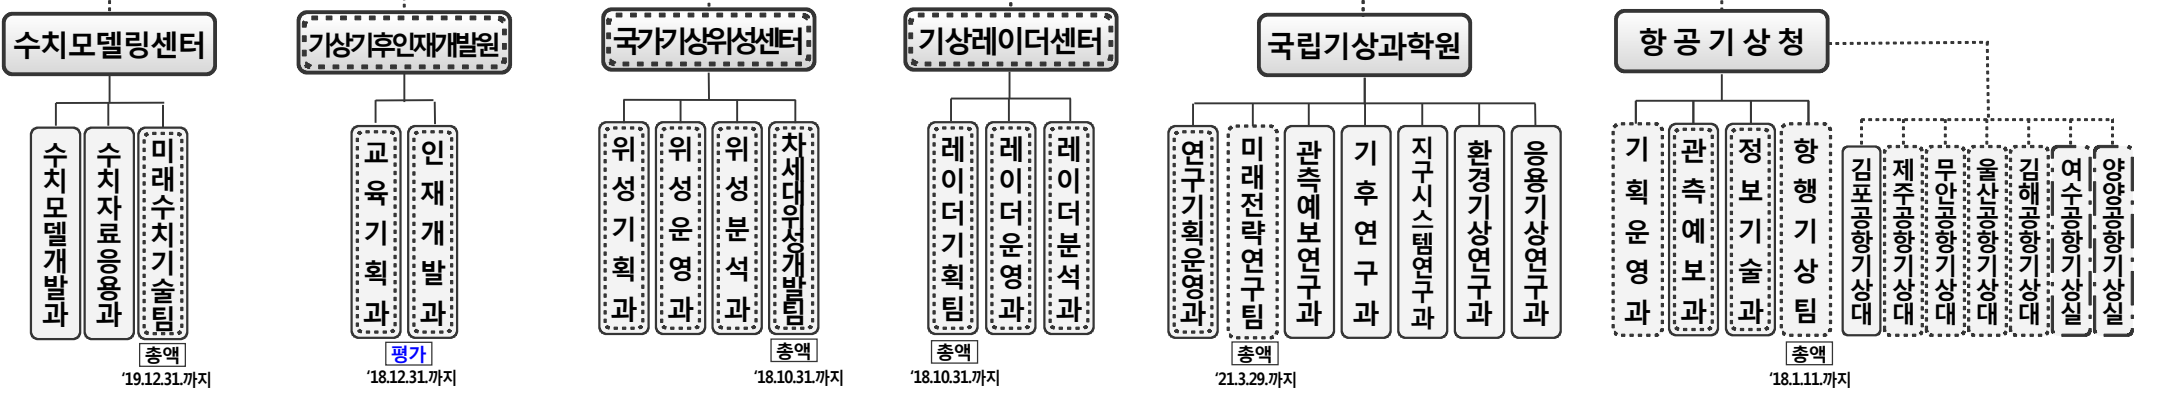 수치모델링센터
수치모델개발과
수치자료응용과
미래수치기술팀
총액
‘19.12.31.까지
기상기후인재개발원
교육기획과
인재개발과
평가
‘18.12.31.까지
국가기상위성센터
위성기획과
위성운영과
위성분석과
차세대위성개발팀
총액
‘18.10.31.까지
기상레이더센터
레이더기획팀
레이더운영과
레이더분석과
총액
‘18.10.31.까지
국립기상과학원
연구기획운영과
미래전략연구팀
관측예보연구과
기후연구과
지구시스템연구과
환경기상연구과
응용기상연구과
총액
‘21.3.29.까지
항공기상청
기획운영과
관측예보과
정보기술과
항행기상팀
총액
‘18.1.11.까지
김포공항기상대
제주공항기상대
무안공항기상대
울산공항기상대
김해공항기상대
여수공항기상실
양양공항기상실